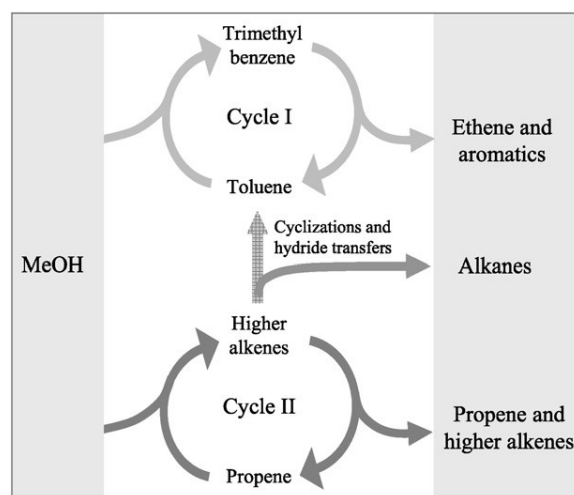 Trimethyl
benzene
Cycle I
Ethene and
aromatics
Toluene
Cyclizations and
hydride transfers
MeOH
Alkanes
Higher
alkenes
Cycle II
Propene and
higher alkenes
Propene